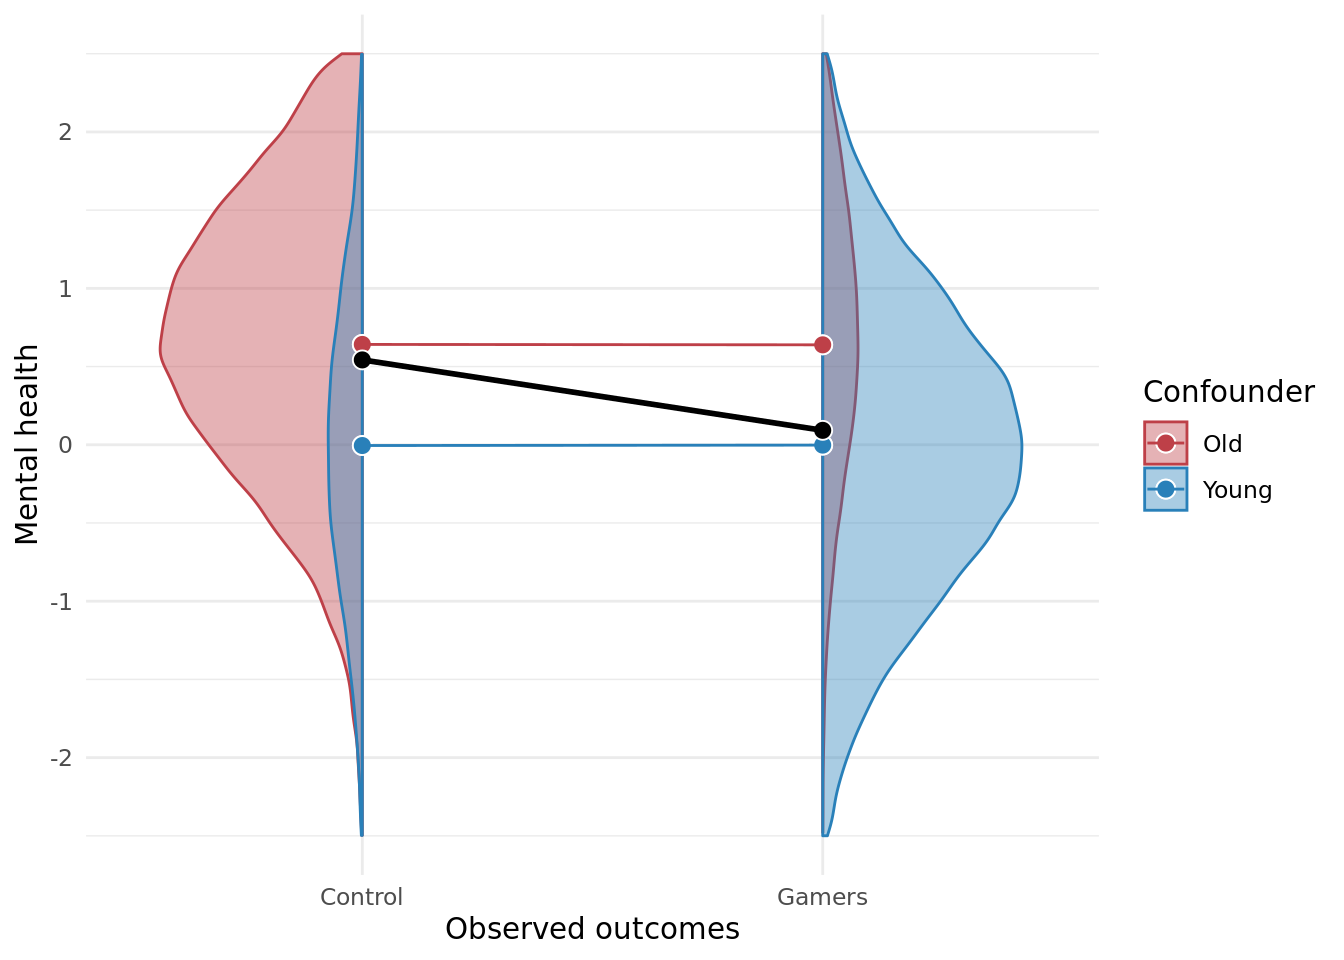 2
1
0
-1
-2
Mental health
Control
Gamers
Observed outcomes
Confounder
Old
Young